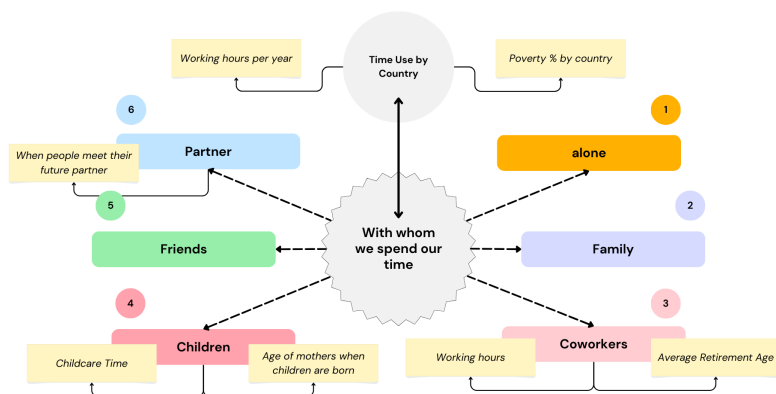 Working hours per year
Time Use by
Country
Poverty % by country
6
1
Partner
alone
When people meet their
future partner
5
2
With whom
we spend our
time
Friends
Family
4
3
Children
Coworkers
Childcare Time
Age of mothers when
children are born
Working hours
Average Retirement Age